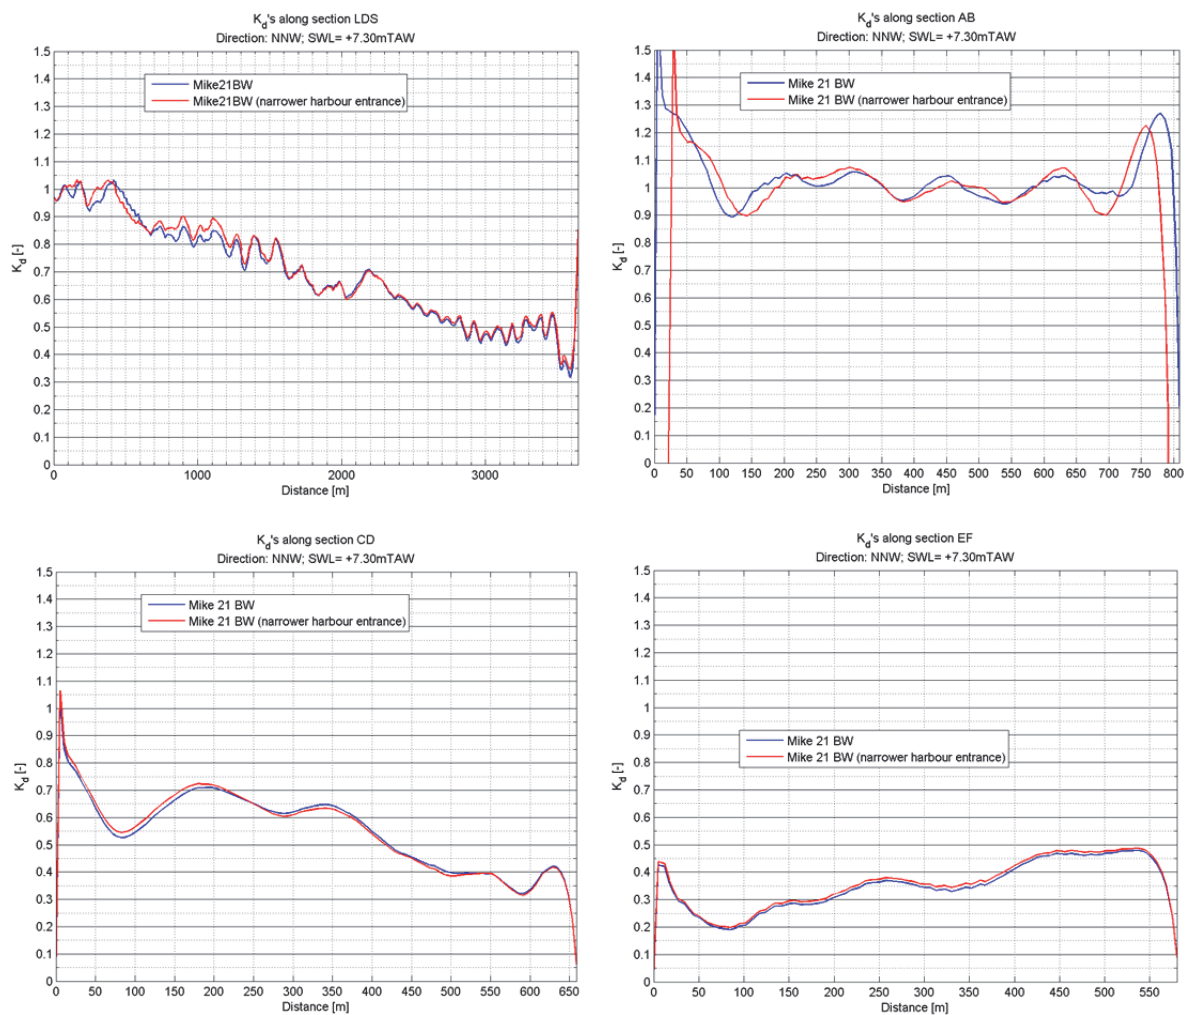 Kd's along section LDS
Direction: NNW; SWL= +7.30mTAW
1.5
1.4
1.3
1.2
1.1
1
0.9
0.8
0.7
0.6
0.5
0.4
0.3
0.2
0.1
0
Kd [-]
Mike21BW
Mike21BW (narrower harbour entrance)
0 1000 2000 3000
Distance [m]
Kd's along section AB
Direction: NNW; SWL= +7.30mTAW
1.5
1.4
1.3
1.2
1.1
1
0.9
0.8
0.7
0.6
0.5
0.4
0.3
0.2
0.1
0
Kd [-]
Mike 21 BW
Mike 21 BW (narrower harbour entrance)
50 100 150 200 250 300 350 400 450 500 550 600 650 700 750 800
Distance [m]
Kd's along section CD
Direction: NNW; SWL= +7.30mTAW
1.5
1.4
1.3
1.2
1.1
1
0.9
0.8
0.7
0.6
0.5
0.4
0.3
0.2
0.1
0
Kd [-]
Mike 21 BW
Mike 21 BW (narrower harbour entrance)
0 50 100 150 200 250 300 350 400 450 500 550 600 650
Distance [m]
Kd's along section EF
Direction: NNW; SWL= +7.30mTAW
1.5
1.4
1.3
1.2
1.1
1
0.9
0.8
0.7
0.6
0.5
0.4
0.3
0.2
0.1
0
Kd [-]
Mike 21 BW
Mike 21 BW (narrower harbour entrance)
0 50 100 150 200 250 300 350 400 450 500 550
Distance [m]